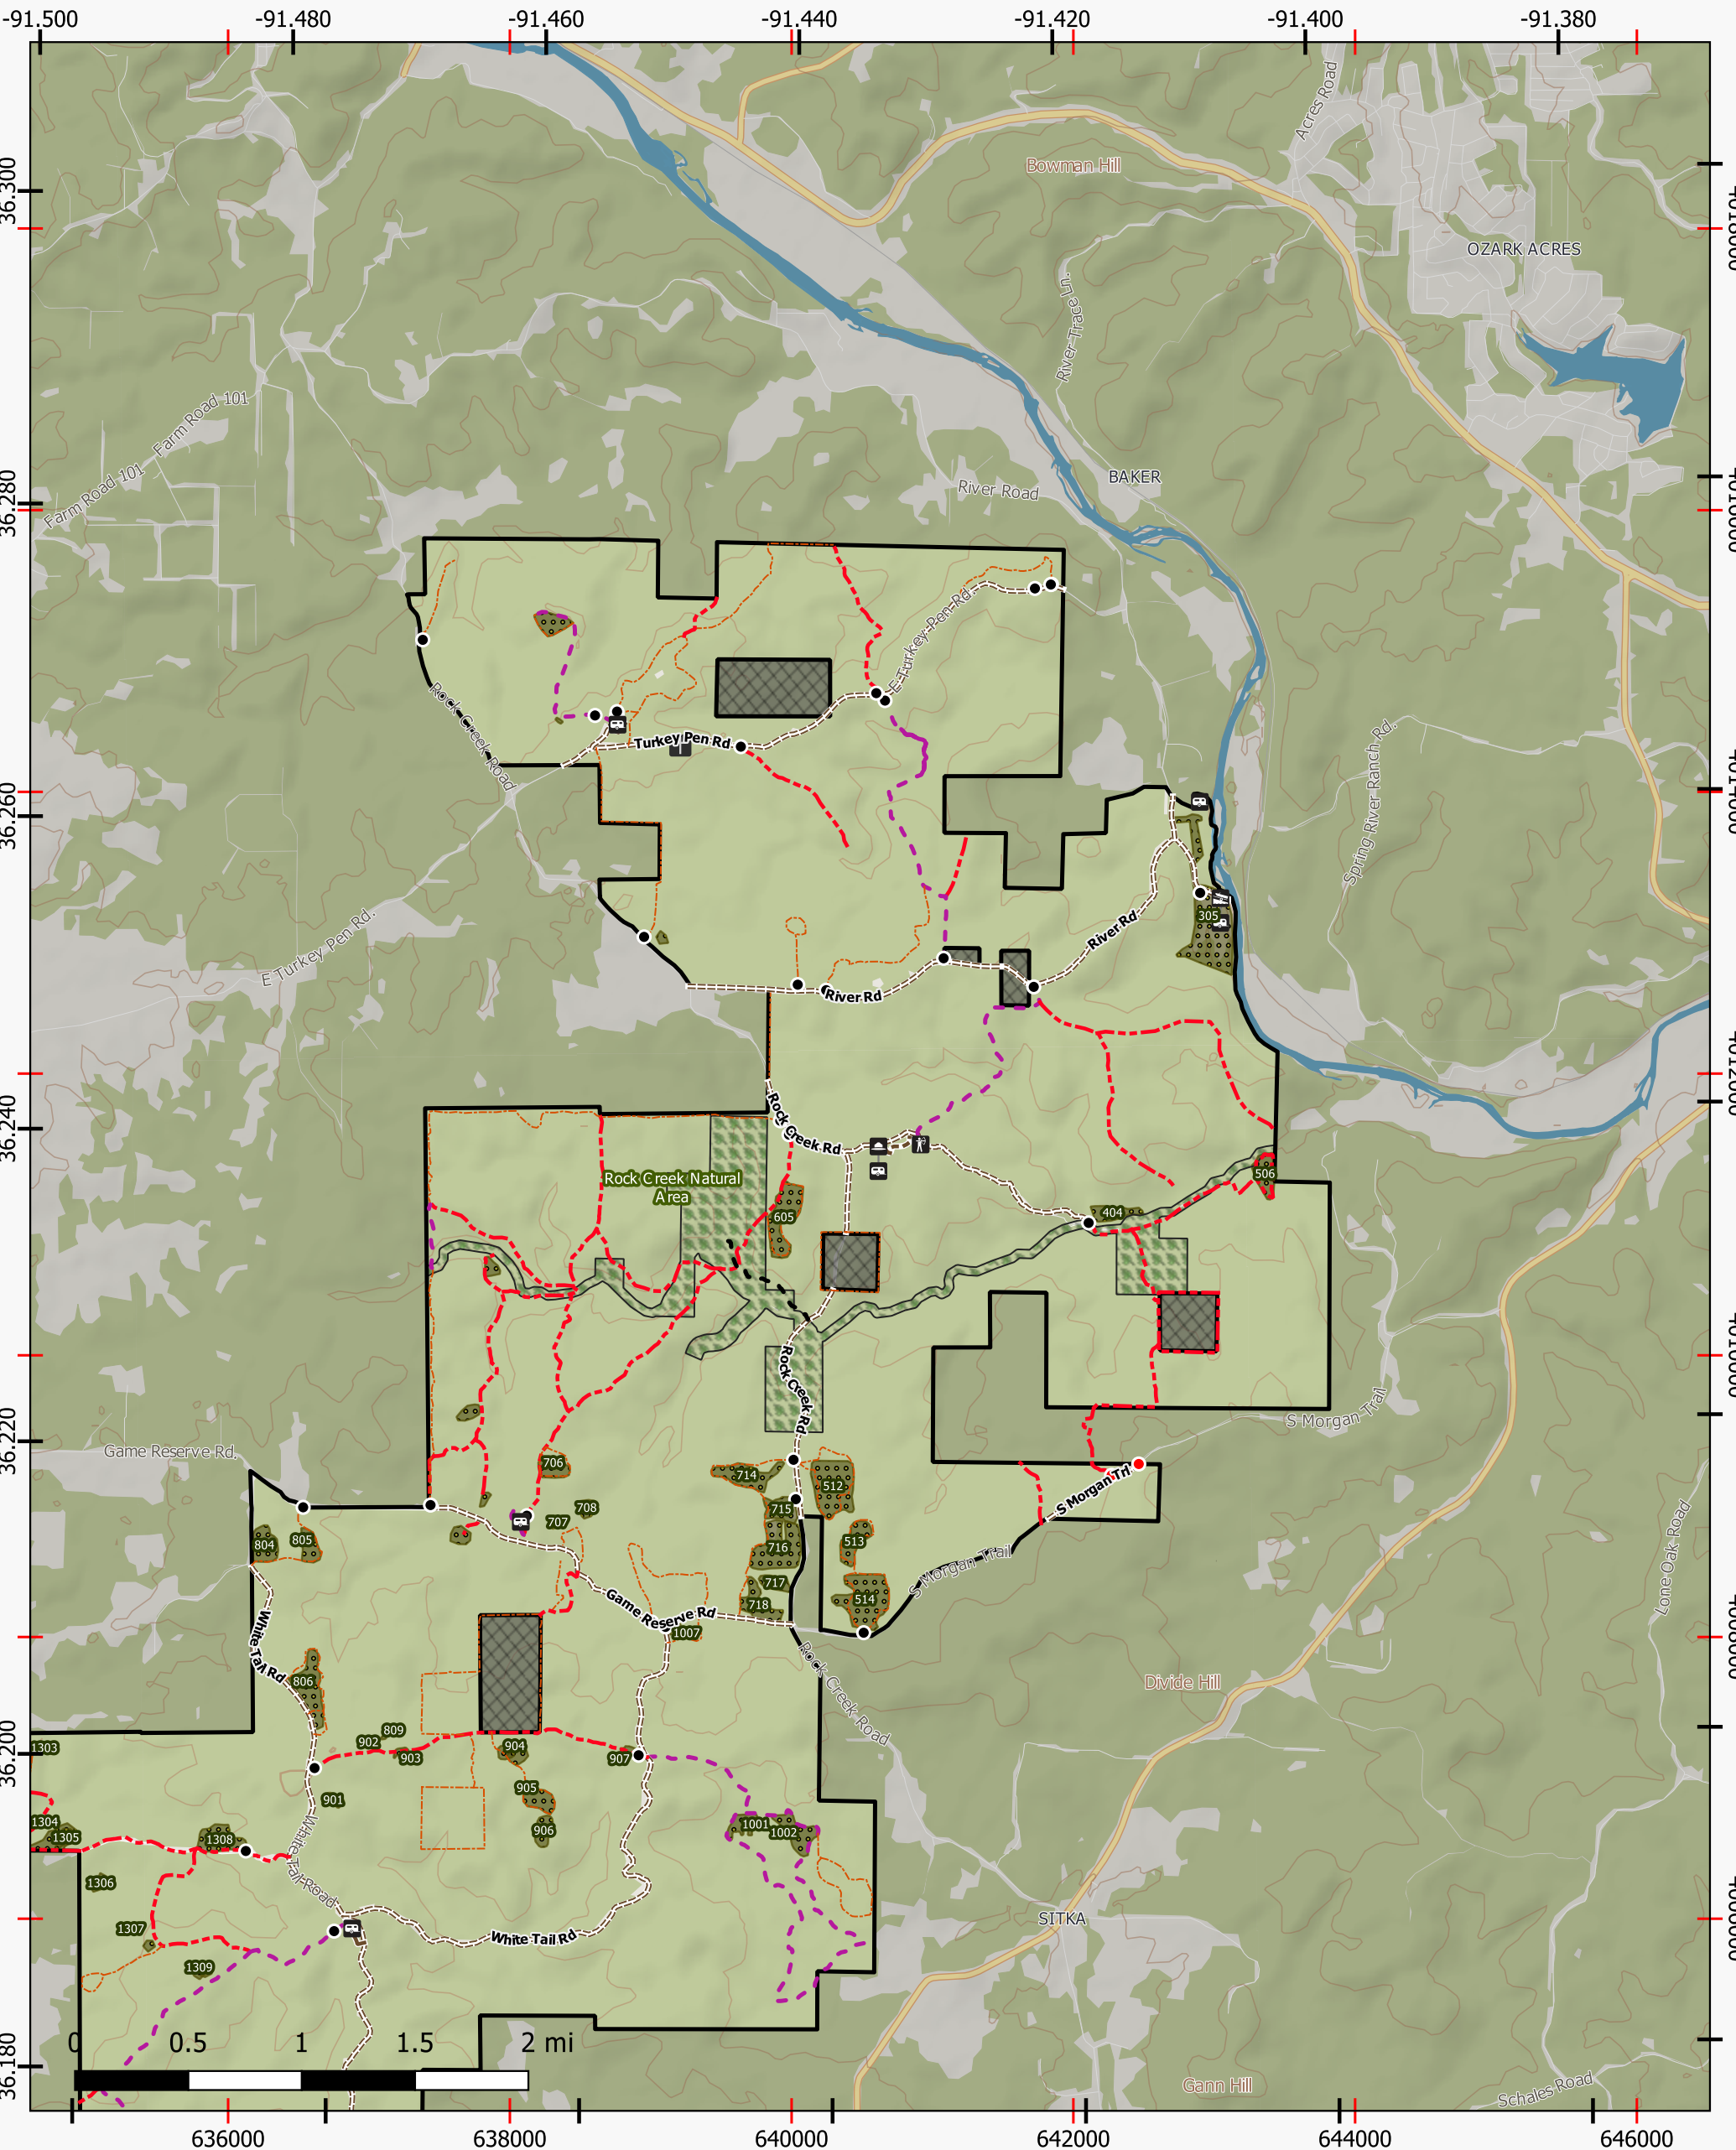 -91.500 -91.480 -91.460 -91.440 -91.420 -91.400 -91.380
Acres Road
Bowman Hill
36.300
OZARK ACRES
River Trace Ln.
Farm Road 101
Farm Road 101
BAKER
River Road
36.280
E Turkey Pen Rd.
Rock Creek Road
Turkey Pen Rd
Spring River Ranch Rd.
36.260
305
River Rd
E Turkey Pen Rd.
River Rd
36.240
Rock Creek Rd
Rock Creek Natural
Area
506
605
404
Rock Creek Rd
S Morgan Trail
36.220
Game Reserve Rd.
706
714
512
S Morgan Trl
708
715
707
805
804
513
716
S Morgan Trail
717
514
718
Lone Oak Road
Game Reserve Rd
1007
White Tail Rd
Rock Creek Road
806
Divide Hill
36.200
809
902
1303
904
903
907
905
901
1304
1001
1305
1308
906
1002
White Tail Road
1306
SITKA
1307
White Tail Rd
1309
36.180
0 0.5 1 1.5 2 mi
Gann Hill
Schales Road
636000 638000 640000 642000 644000 646000